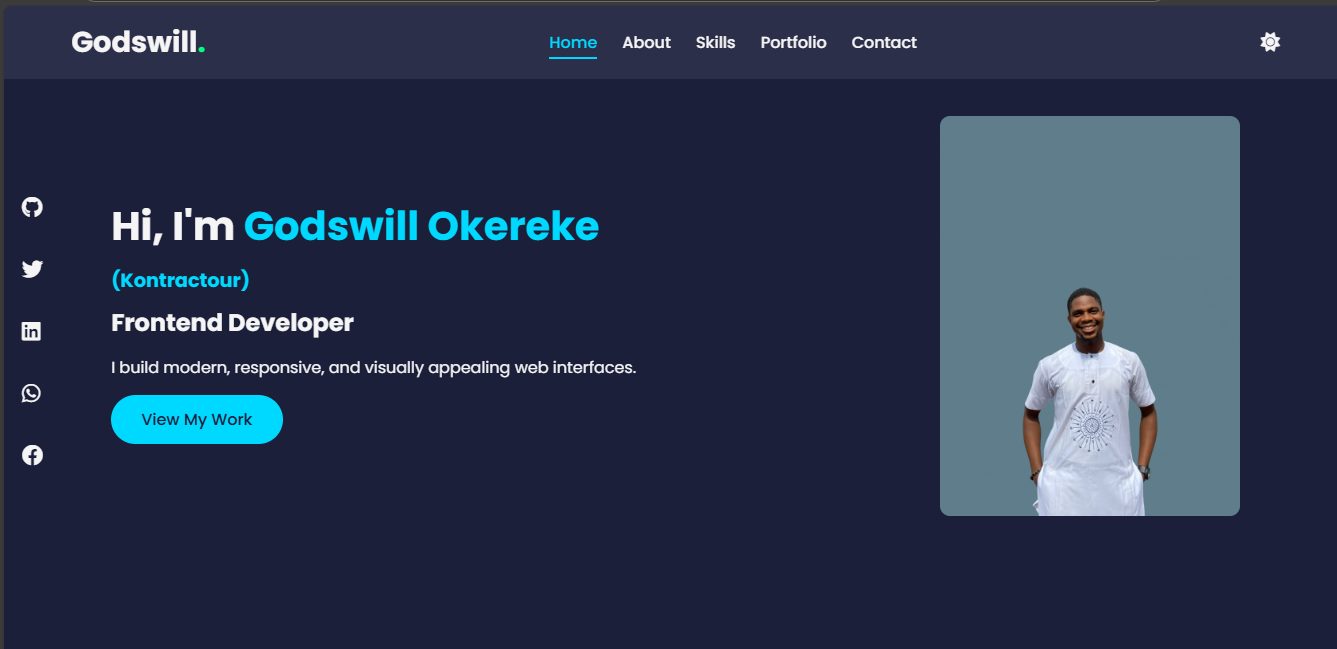 Godswill.
Home About Skills Portfolio Contact
Hi, I'm Godswill Okereke
(Kontractour)
Frontend Developer
I build modern, responsive, and visually appealing web interfaces.
View My Work